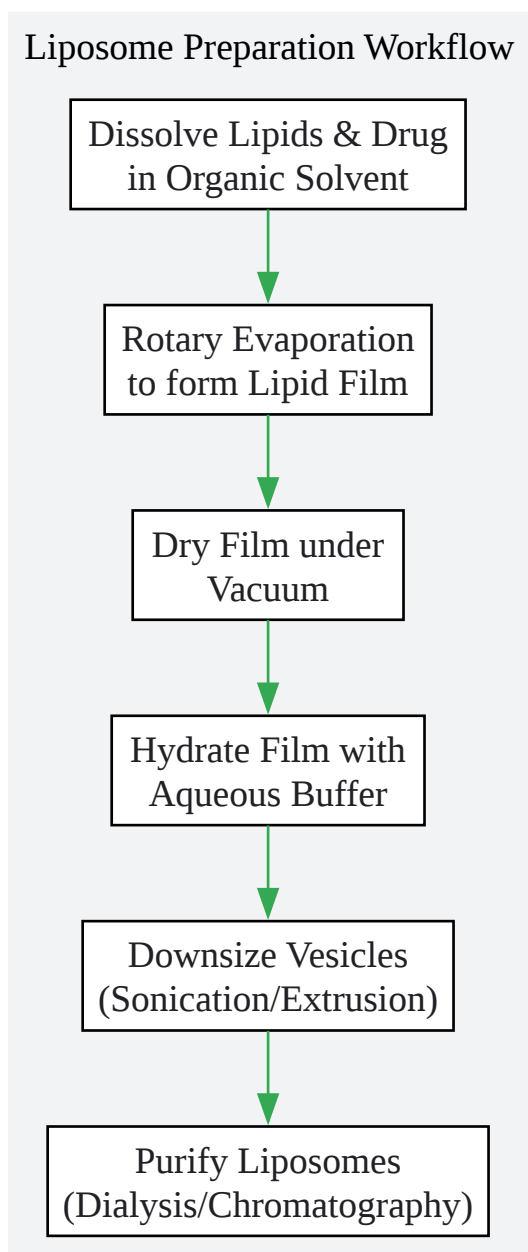 Liposome Preparation Workflow
Dissolve Lipids & Drug
in Organic Solvent
Rotary Evaporation
to form Lipid Film
Dry Film under
Vacuum
Hydrate Film with
Aqueous Buffer
Downsize Vesicles
(Sonication/Extrusion)
Purify Liposomes
(Dialysis/Chromatography)